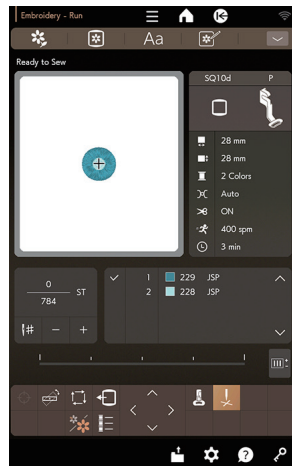 Embroidery - Run
Aa
Ready to Sew
SQ10d P
28 mm
28 mm
2 Colors
Auto
ON
400 spm
3 min
0
784
ST
1 229 JSP
2 228 JSP
#
- +
?